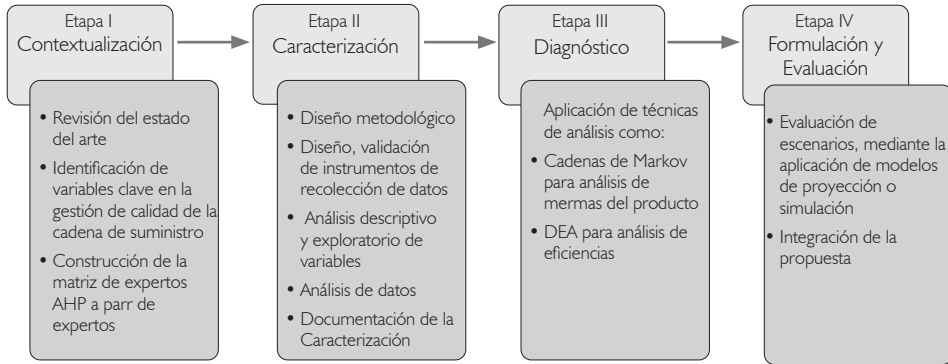 Etapa I
Contextualización
• Revisión del estado
del arte
• Identificación de
variables clave en la
gestión de calidad de la
cadena de suministro
• Construcción de la
matriz de expertos
AHP a parr de
expertos
Etapa II
Caracterización
• Diseño metodológico
• Diseño, validación
de instrumentos de
recolección de datos
• Análisis descriptivo
y exploratorio de
variables
• Análisis de datos
• Documentación de la
Caracterización
Etapa III
Diagnóstico
Aplicación de técnicas
de análisis como:
• Cadenas de Markov
para análisis de
mermas del producto
• DEA para análisis de
eficiencias
Etapa IV
Formulación y
Evaluación
• Evaluación de
escenarios, mediante la
aplicación de modelos
de proyección o
simulación
• Integración de la
propuesta